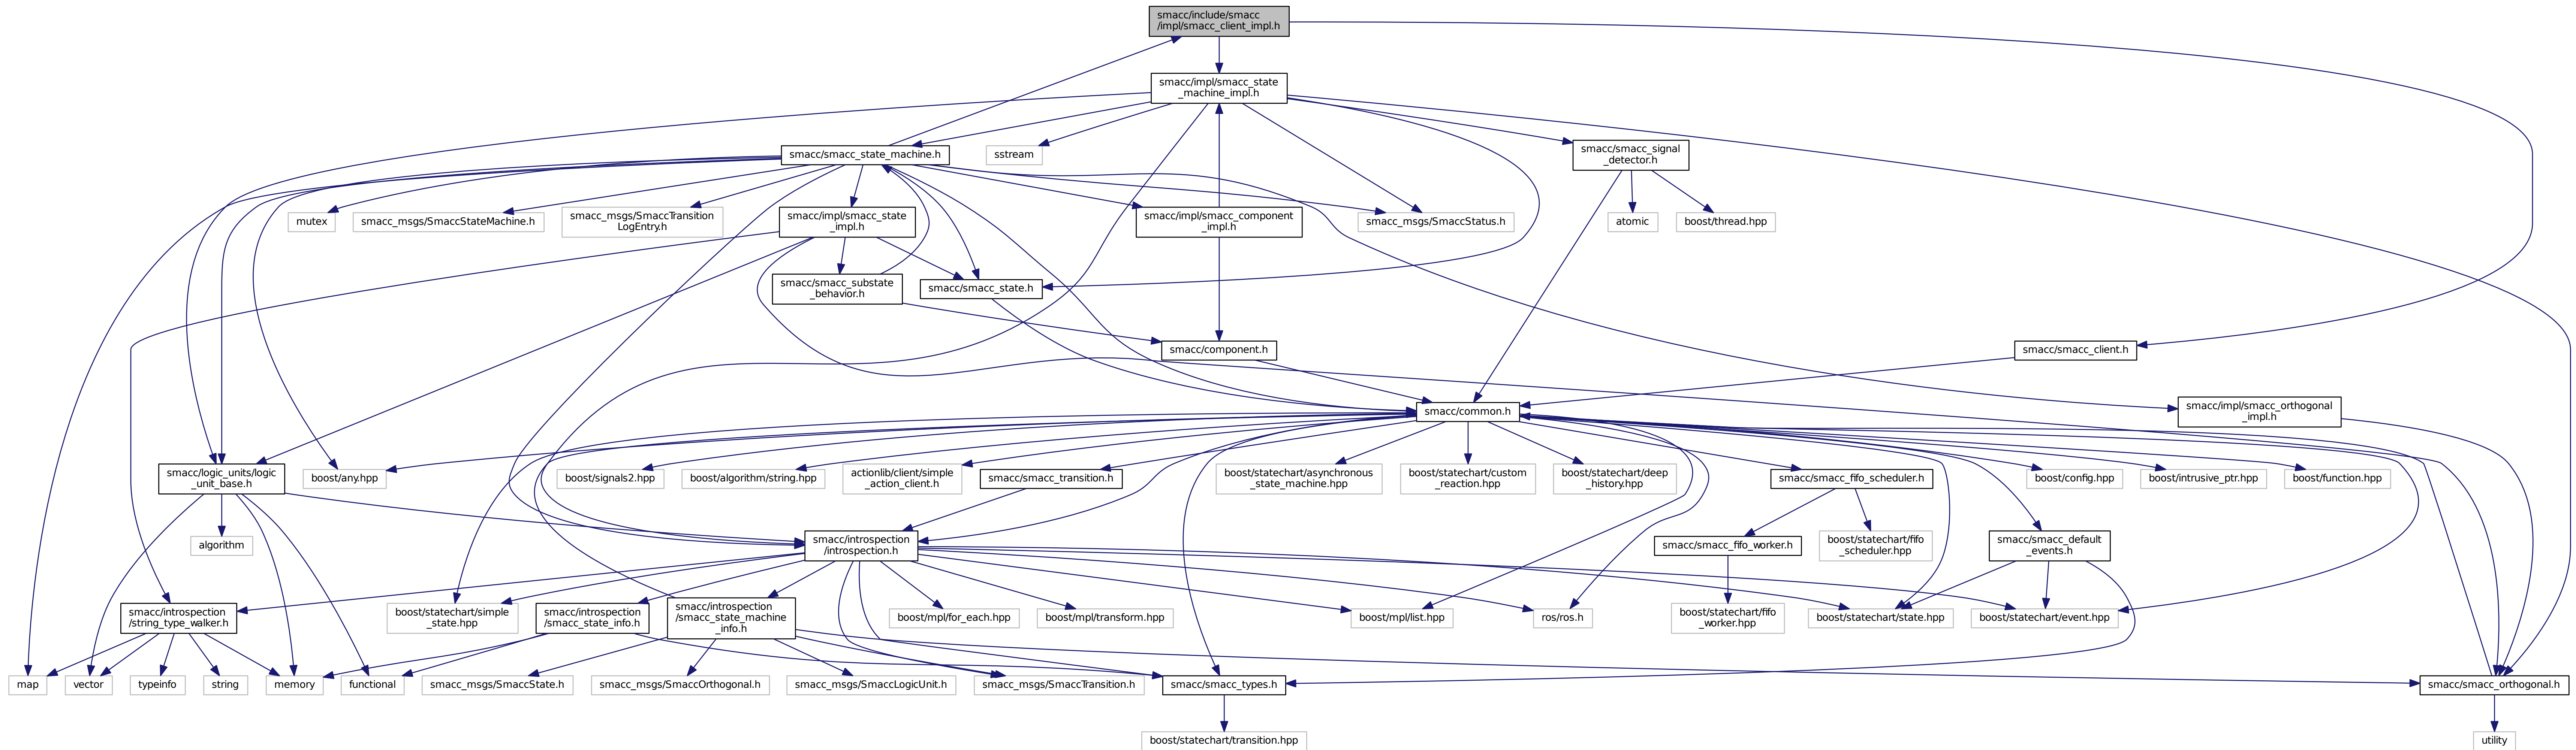 smacc/include/smacc
/impl/smacc_client_impl.h
smacc/impl/smacc_state
_machine_impl.h
smacc/smacc_state_machine.h
sstream
smacc/smacc_signal
_detector.h
mutex
smacc_msgs/SmaccStateMachine.h
smacc_msgs/SmaccTransition
LogEntry.h
smacc/impl/smacc_state
_impl.h
smacc/impl/smacc_component
_impl.h
smacc_msgs/SmaccStatus.h
atomic
boost/thread.hpp
smacc/smacc_substate
_behavior.h
smacc/smacc_state.h
smacc/component.h
smacc/smacc_client.h
smacc/common.h
smacc/impl/smacc_orthogonal
_impl.h
smacc/logic_units/logic
_unit_base.h
boost/any.hpp
boost/signals2.hpp
boost/algorithm/string.hpp
actionlib/client/simple
_action_client.h
smacc/smacc_transition.h
boost/statechart/asynchronous
_state_machine.hpp
boost/statechart/custom
_reaction.hpp
boost/statechart/deep
_history.hpp
smacc/smacc_fifo_scheduler.h
boost/config.hpp
boost/intrusive_ptr.hpp
boost/function.hpp
algorithm
smacc/introspection
/introspection.h
smacc/smacc_fifo_worker.h
boost/statechart/fifo
_scheduler.hpp
smacc/smacc_default
_events.h
smacc/introspection
/string_type_walker.h
boost/statechart/simple
_state.hpp
smacc/introspection
/smacc_state_info.h
smacc/introspection
/smacc_state_machine
_info.h
boost/mpl/for_each.hpp
boost/mpl/transform.hpp
boost/mpl/list.hpp
ros/ros.h
boost/statechart/fifo
_worker.hpp
boost/statechart/state.hpp
boost/statechart/event.hpp
map
vector
typeinfo
string
memory
functional
smacc_msgs/SmaccState.h
smacc_msgs/SmaccOrthogonal.h
smacc_msgs/SmaccLogicUnit.h
smacc_msgs/SmaccTransition.h
smacc/smacc_types.h
smacc/smacc_orthogonal.h
boost/statechart/transition.hpp
utility